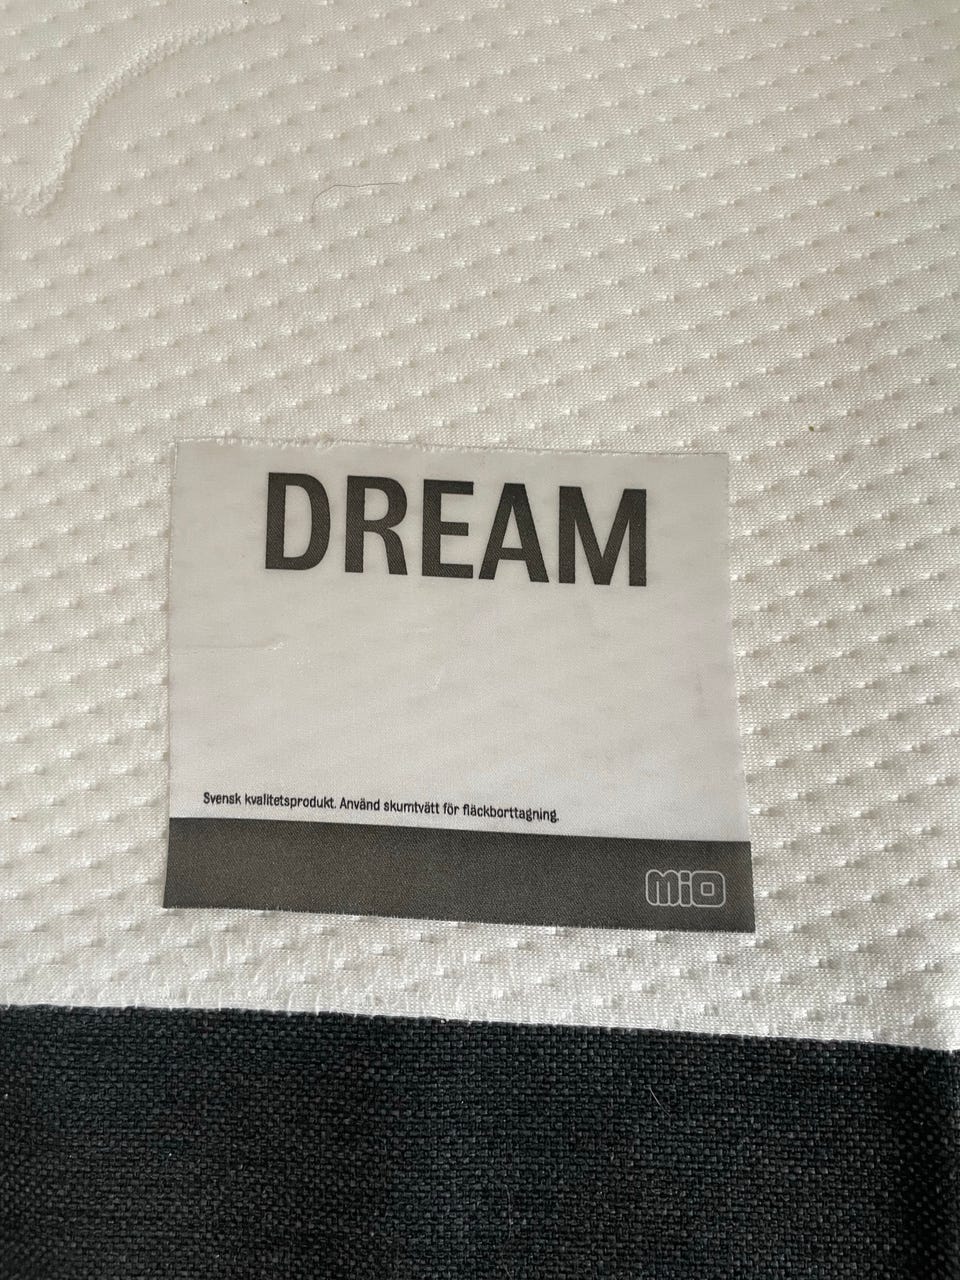 DREAM
Svensk kvalitetsprodukt. Använd skumtvätt för fläckborttagning.
MiO